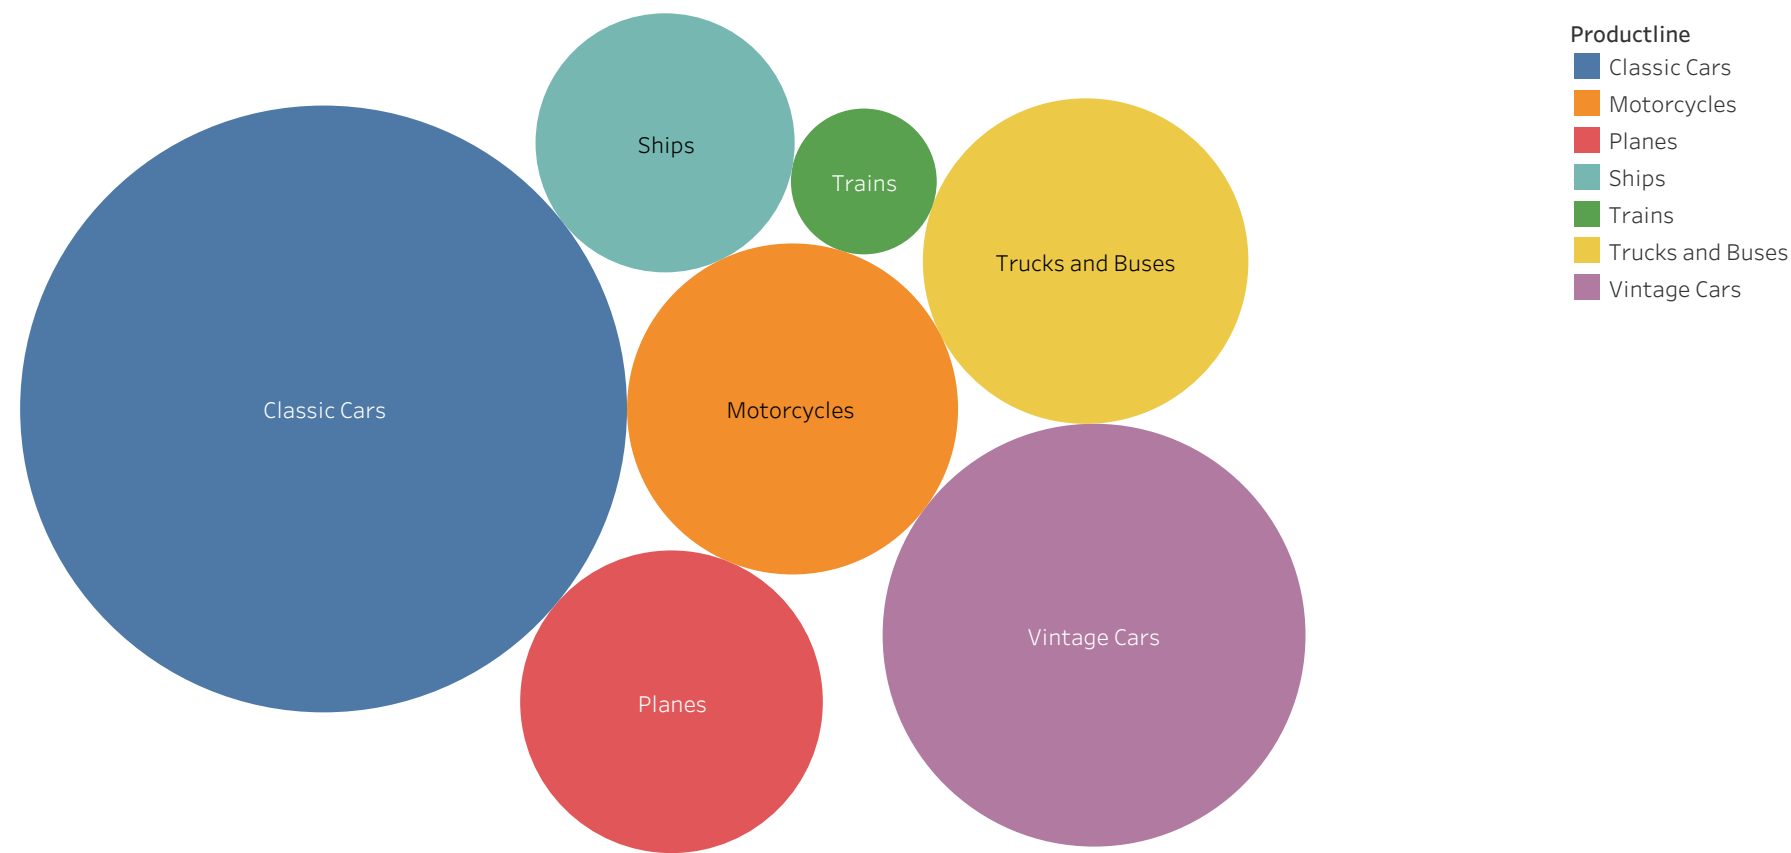 Ships
Trains
Trucks and Buses
Classic Cars
Motorcycles
Vintage Cars
Planes
Productline
Classic Cars
Motorcycles
Planes
Ships
Trains
Trucks and Buses
Vintage Cars